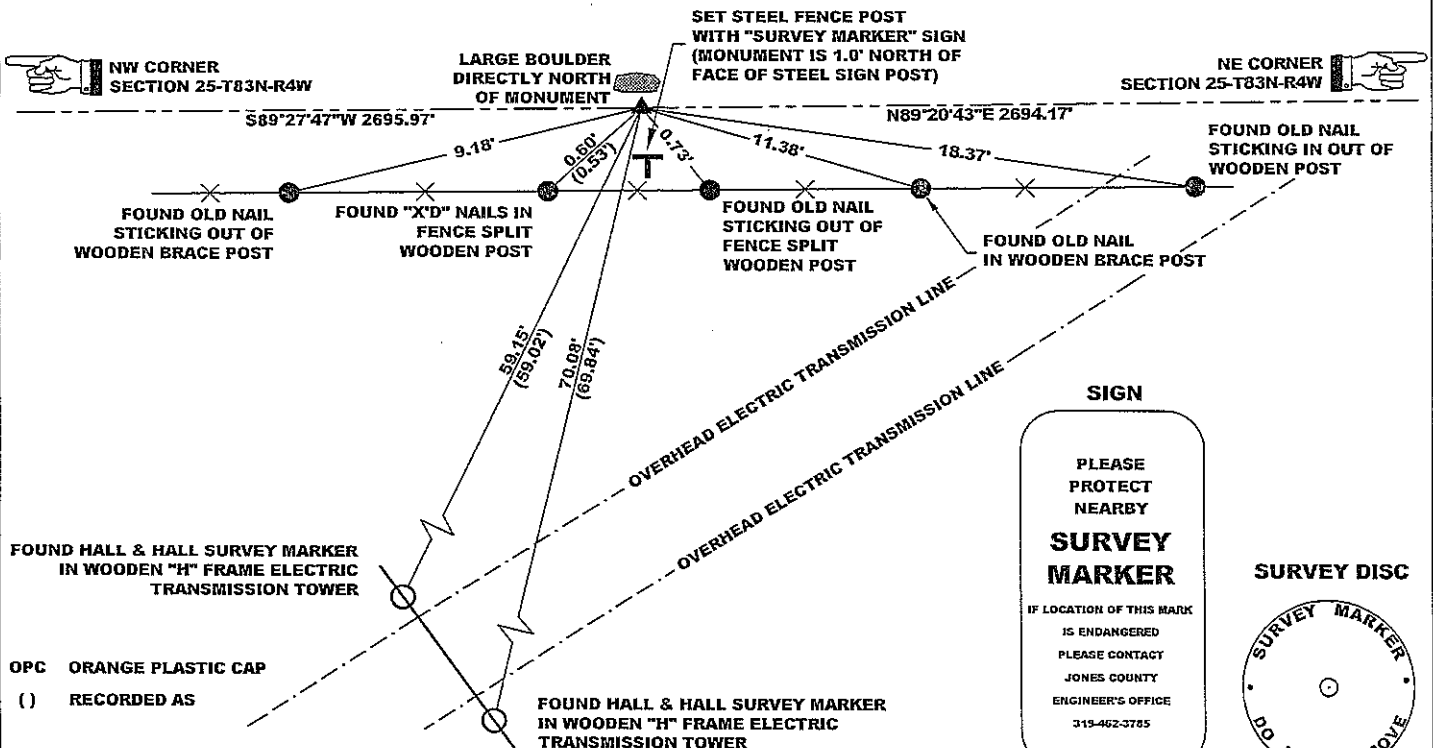 SET STEEL FENCE POST
WITH "SURVEY MARKER" SIGN
(MONUMENT IS 1.0' NORTH OF
FACE OF STEEL SIGN POST)
LARGE BOULDER
DIRECTLY NORTH
OF MONUMENT
NW CORNER
SECTION 25-T83N-R4W
NE CORNER
SECTION 25-T83N-R4W
S89°27'47"W 2695.97'
N89°20'43"E 2694.17'
9.18'
0.60'
(0.53')
0.73'
11.38'
18.37'
T
FOUND OLD NAIL
STICKING IN OUT OF
WOODEN POST
FOUND OLD NAIL
STICKING OUT OF
WOODEN BRACE POST
FOUND "X'D" NAILS IN
FENCE SPLIT
WOODEN POST
FOUND OLD NAIL
STICKING OUT OF
FENCE SPLIT
WOODEN POST
FOUND OLD NAIL
IN WOODEN BRACE POST
59.15'
(59.02')
70.08'
(69.84')
OVERHEAD ELECTRIC TRANSMISSION LINE
OVERHEAD ELECTRIC TRANSMISSION LINE
FOUND HALL & HALL SURVEY MARKER
IN WOODEN "H" FRAME ELECTRIC
TRANSMISSION TOWER
OPC ORANGE PLASTIC CAP
( ) RECORDED AS
FOUND HALL & HALL SURVEY MARKER
IN WOODEN "H" FRAME ELECTRIC
TRANSMISSION TOWER
SIGN
PLEASE
PROTECT
NEARBY
SURVEY
MARKER
IF LOCATION OF THIS MARK
IS ENDANGERED
PLEASE CONTACT
JONES COUNTY
ENGINEER'S OFFICE
319-462-3785
SURVEY DISC
SURVEY MARKER
DO